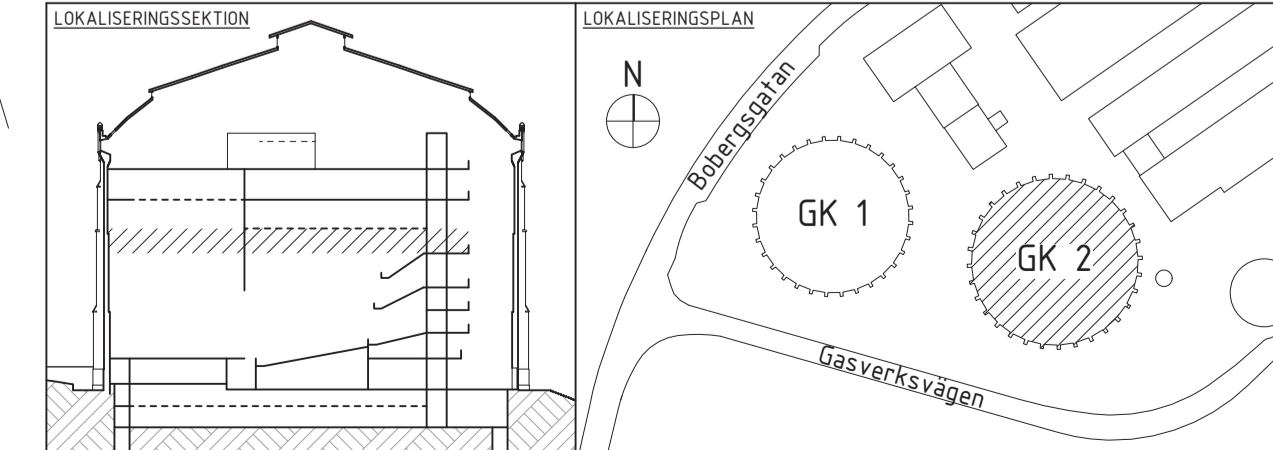 LOKALISERINGSSEKTION
LOKALISERINGSPLAN
N
Bobergsgatan
GK 1
GK 2
Gasverksvägen